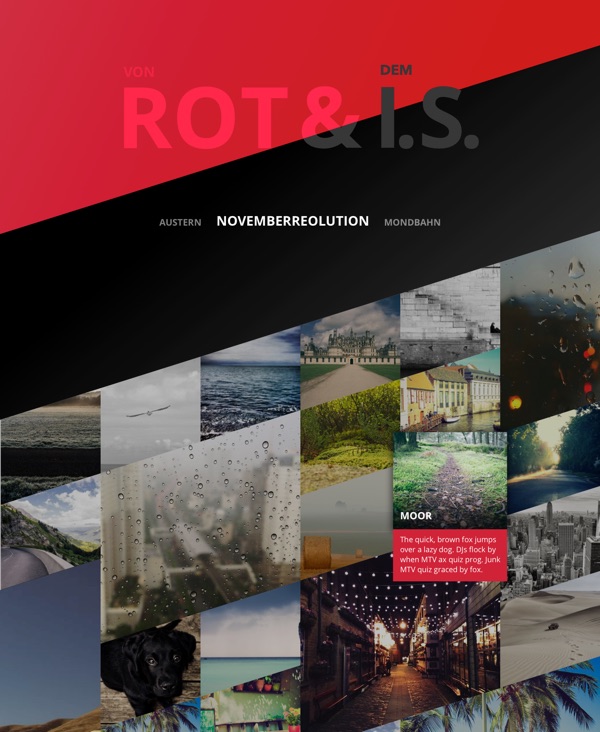 VON
DEM
ROT & I.S.
AUSTERN NOVEMBERREOLUTION MONDBAHN
MOOR
The quick, brown fox jumps
over a lazy dog. DJs flock by
when MTV ax quiz prog. Junk
MTV quiz graced by fox.